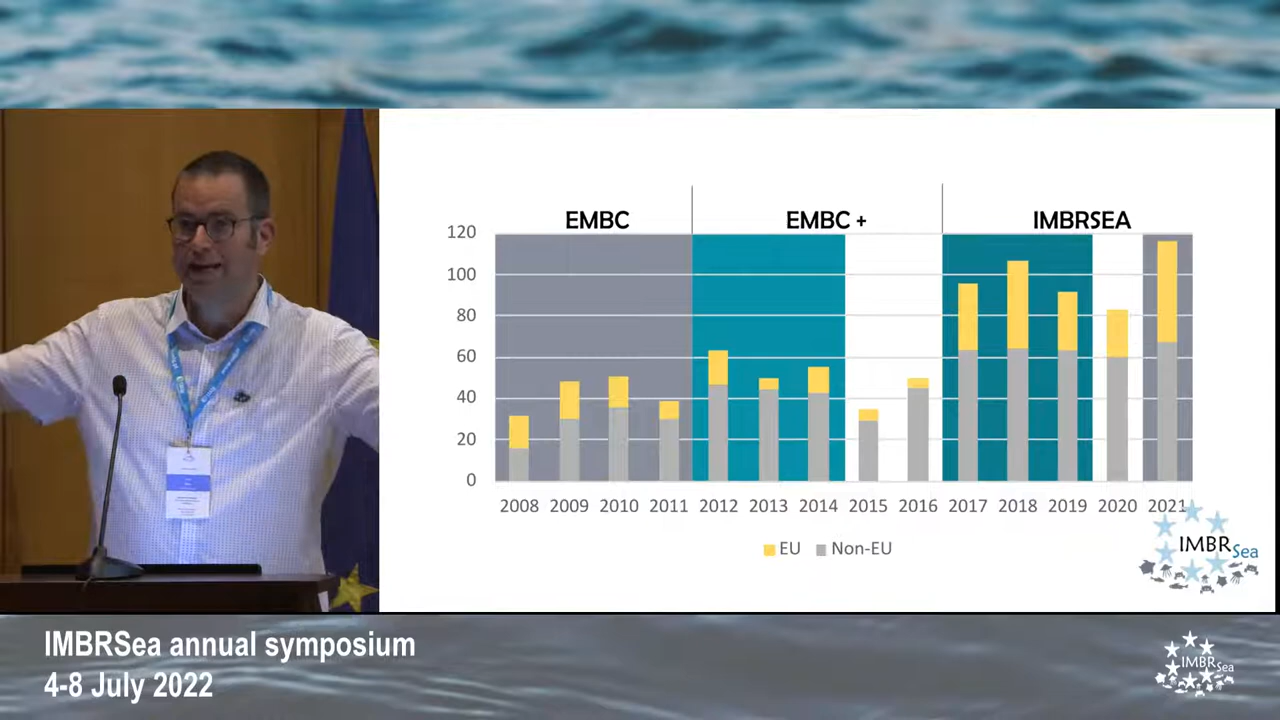 EMBC
EMBC +
IMBRSEA
120
100
80
60
40
20
0
2008 2009 2010 2011 2012 2013 2014 2015 2016 2017 2018 2019 2020 2021
EU Non-EU
IMBRSea
IMBRSea annual symposium
4-8 July 2022
IMBRSea